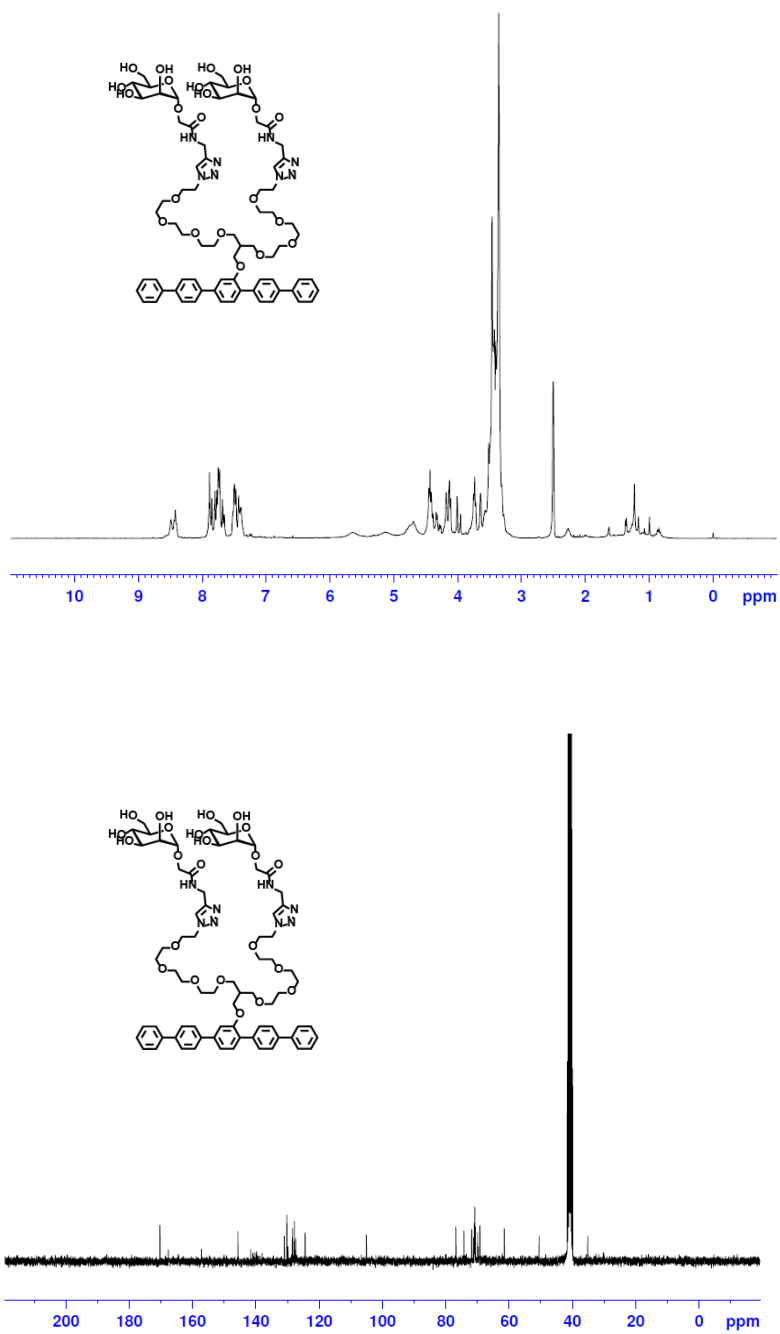 HO OH HO OH
HO O HO O
HO HO
O O
O O
HN HN
N N
N N N N
O O
O O
O O O O
O
10 9 8 7 6 5 4 3 2 1 0 ppm
HO OH HO OH
HO O HO O
HO HO
O O
O O
HN HN
N N
N N N N
O O
O O
O O O O
O
200 180 160 140 120 100 80 60 40 20 0 ppm